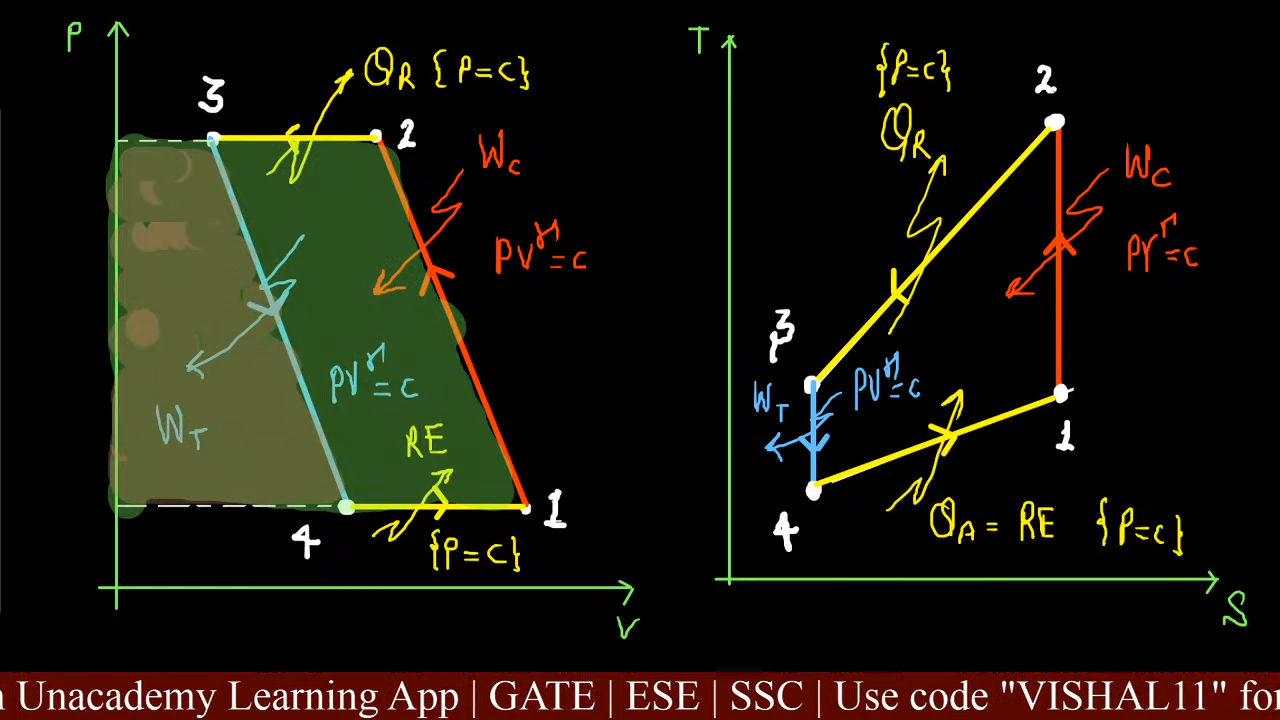 P
3
Q_R {P=C}
2
W_C
PV^γ=C
W_T
PV^γ=C
RE
4
{P=C}
1
V
T
{P=C}
Q_R
2
W_C
PV^γ=C
3
W_T
PV^γ=C
1
4
Q_A = RE {P=C}
S
Unacademy Learning App | GATE | ESE | SSC | Use code "VISHAL11" for